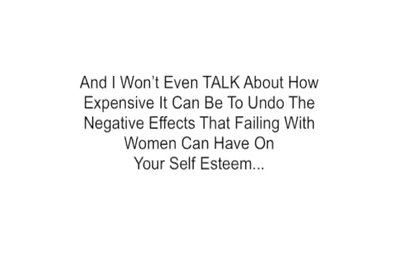 And I Won't Even TALK About How
Expensive It Can Be To Undo The
Negative Effects That Failing With
Women Can Have On
Your Self Esteem...